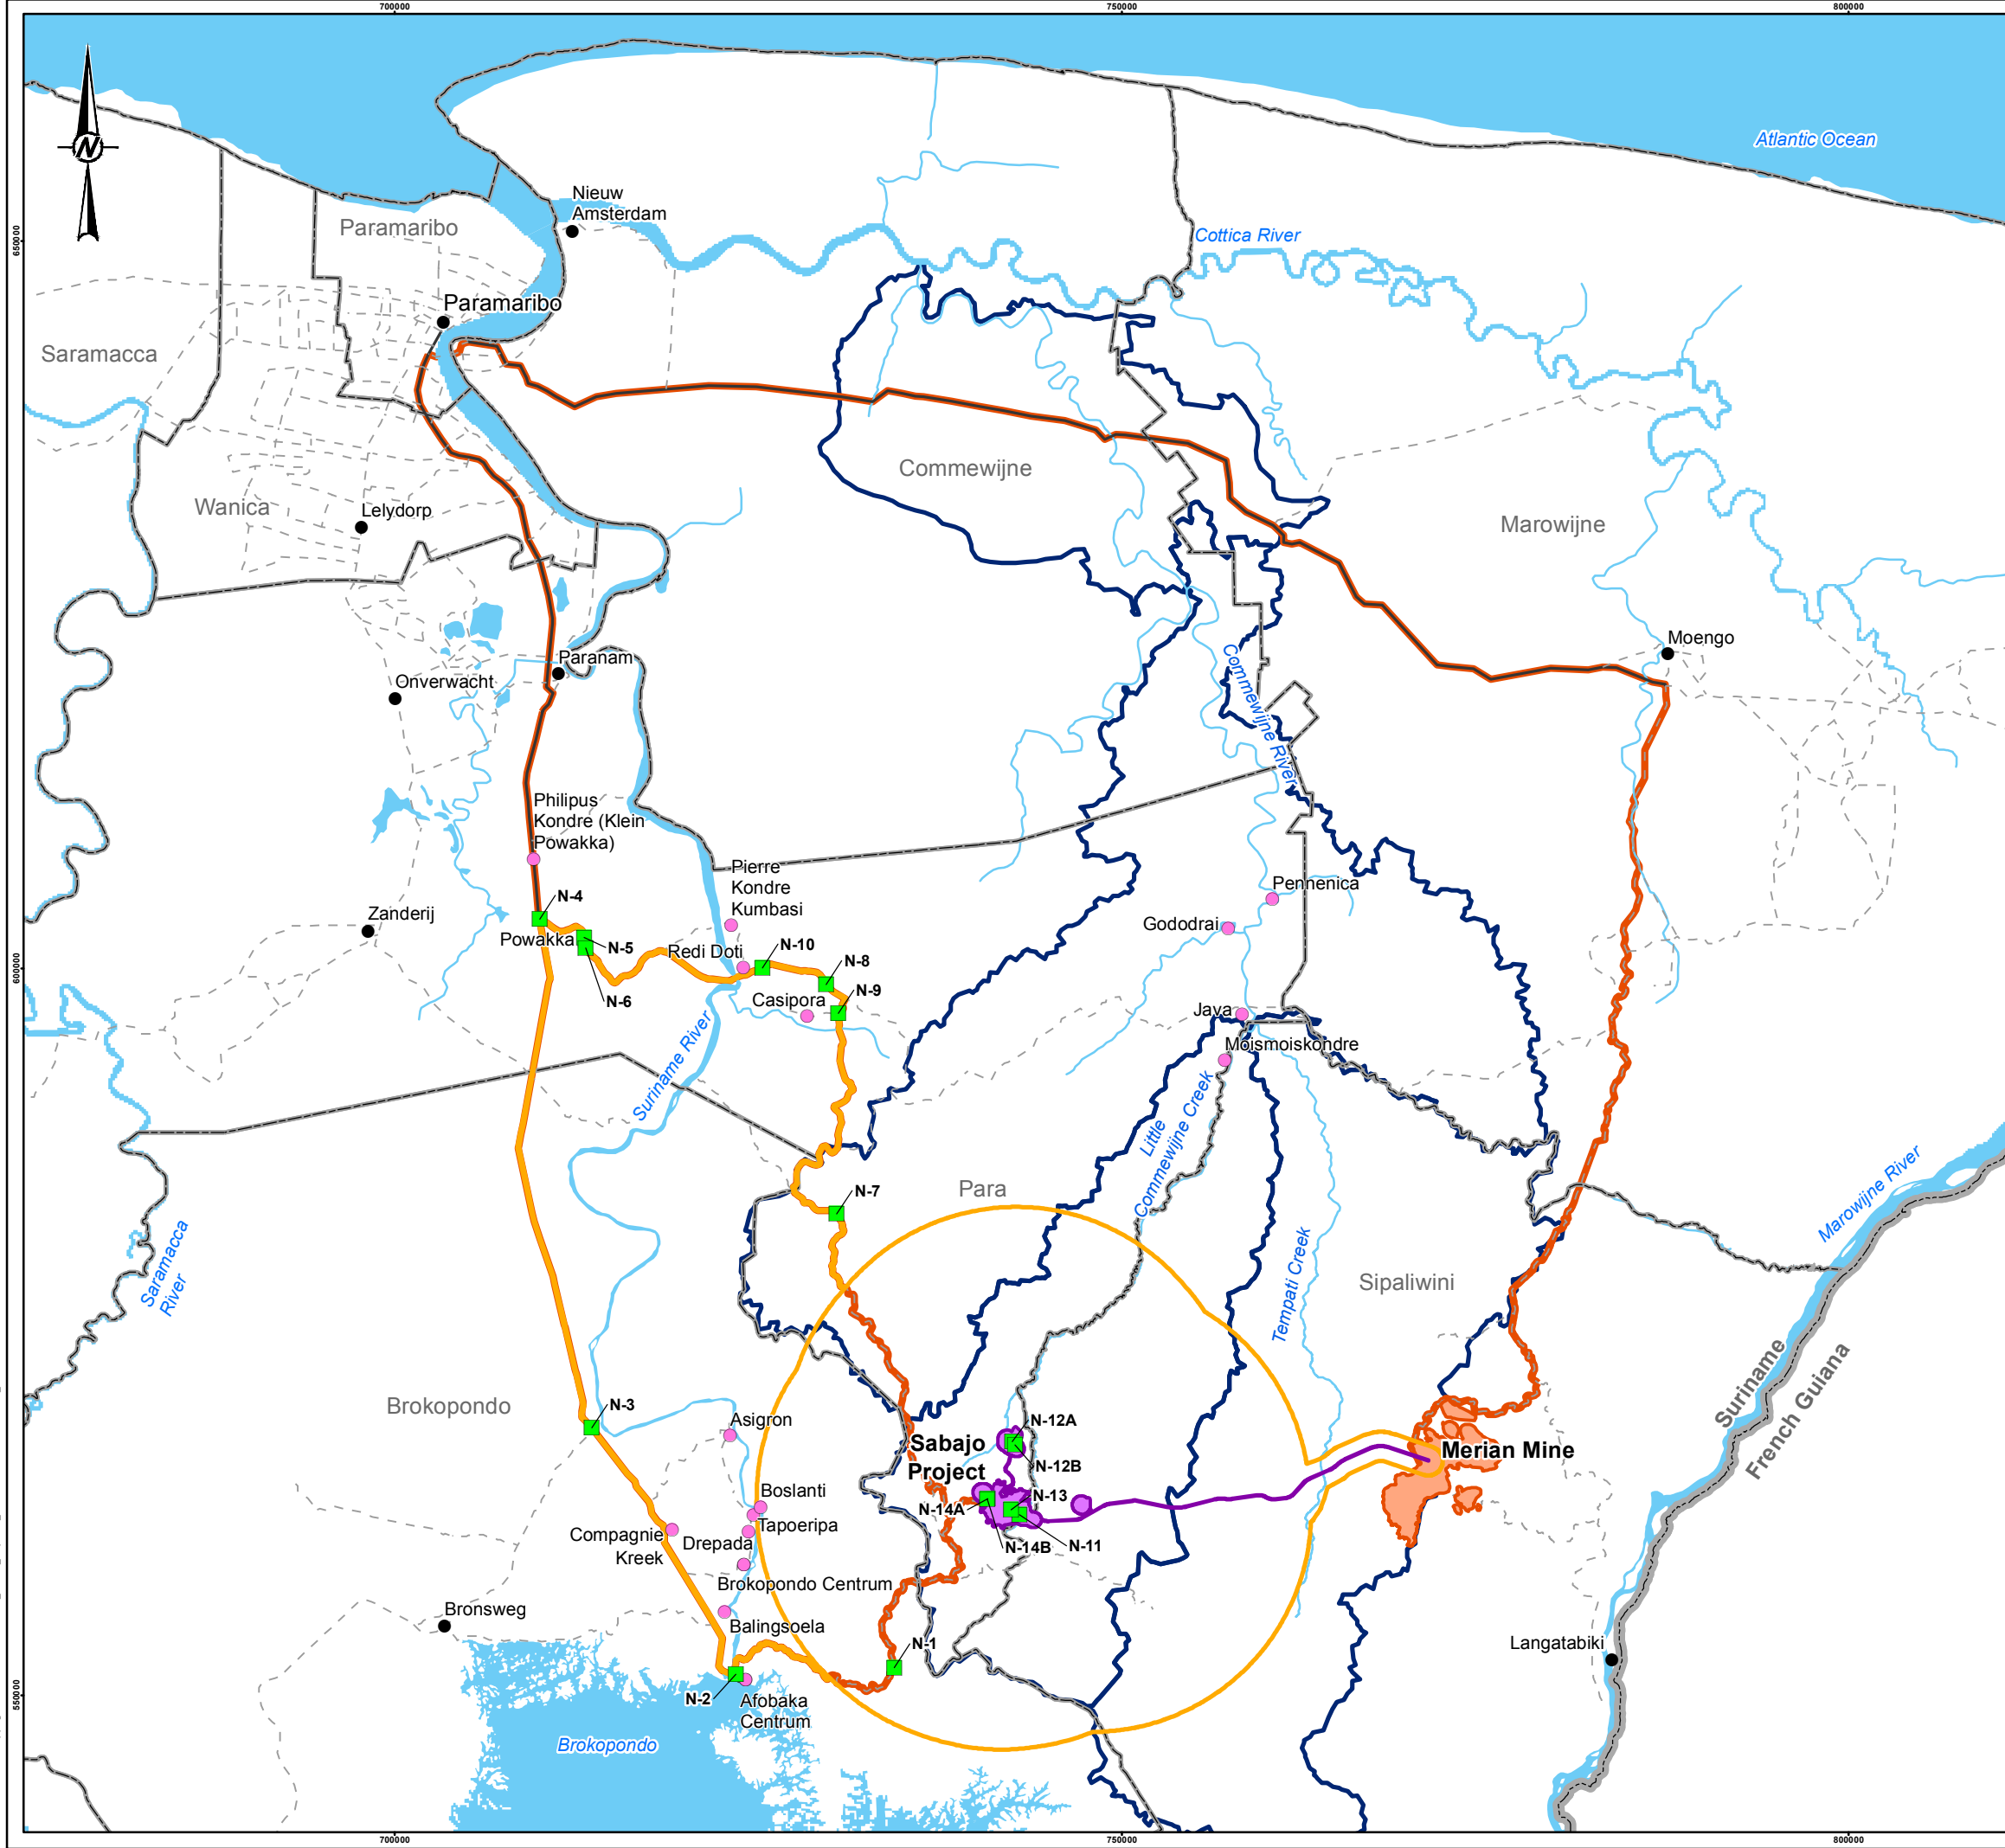 700000
750000
800000
N
Atlantic Ocean
Nieuw
Amsterdam
Paramaribo
Cottica River
650000
Paramaribo
Saramacca
Commewijne
Wanica
Lelydorp
Marowijne
Moengo
Paranam
Onverwacht
Commewijne River
Philipus
Kondre (Klein
Powakka)
Pierre
Kondre
Kumbasi
Pennenica
N-4
Zanderij
Gododrai
Powakka
N-5
N-10
Redi Doti
N-8
600000
N-6
N-9
Casipora
Java
Suriname River
Moismoiskondre
Little
Commewijne Creek
Marowijne River
N-7
Para
Saramacca
River
Tempati Creek
Sipaliwini
Suriname
French Guiana
Brokopondo
N-3
Asigron
N-12A
Sabajo
Project
Merian Mine
N-12B
Boslanti
N-13
N-14A
Tapoeripa
Compagnie
Kreek
Drepada
N-14B
N-11
Brokopondo Centrum
Bronsweg
Balingsoela
N-1
Langatabiki
550000
N-2
Afobaka
Centrum
Brokopondo
700000
750000
800000